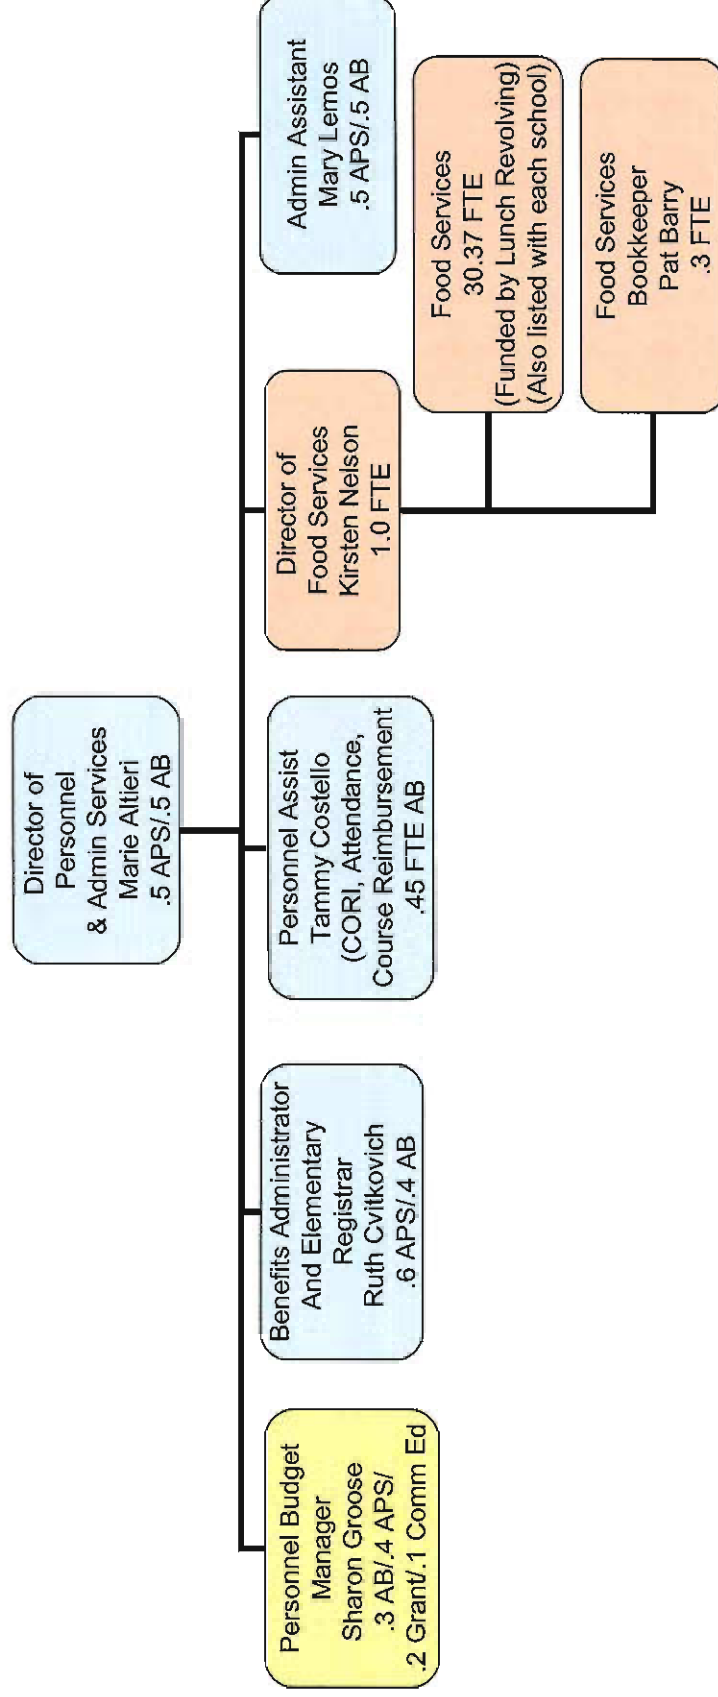 Director of
Personnel
& Admin Services
Marie Altieri
.5 APS/.5 AB
Personnel Budget
Manager
Sharon Groose
.3 AB/.4 APS/
.2 Grant/.1 Comm Ed
Benefits Administrator
And Elementary
Registrar
Ruth Cvitkovich
.6 APS/.4 AB
Personnel Assist
Tammy Costello
(CORI, Attendance,
Course Reimbursement
.45 FTE AB
Director of
Food Services
Kirsten Nelson
1.0 FTE
Admin Assistant
Mary Lemos
.5 APS/.5 AB
Food Services
30.37 FTE
(Funded by Lunch Revolving)
(Also listed with each school)
Food Services
Bookkeeper
Pat Barry
.3 FTE